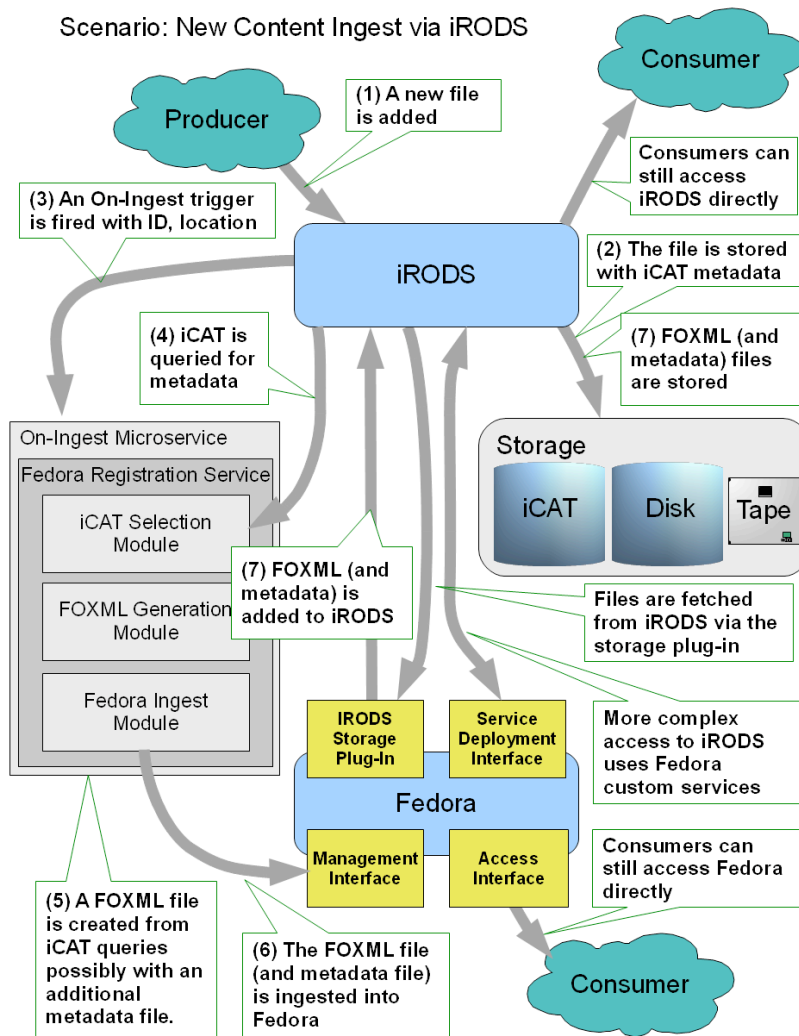 Scenario: New Content Ingest via iRODS
Consumer
Producer
(1) A new file
is added
Consumers can
still access
iRODS directly
(3) An On-Ingest trigger
is fired with ID, location
iRODS
(2) The file is stored
with iCAT metadata
(4) iCAT is
queried for
metadata
(7) FOXML (and
metadata) files
are stored
On-Ingest Microservice
Fedora Registration Service
iCAT Selection
Module
FOXML Generation
Module
Fedora Ingest
Module
Storage
iCAT
Disk
Tape
(7) FOXML (and
metadata) is
added to iRODS
Files are fetched
from iRODS via the
storage plug-in
IRODS
Storage
Plug-In
Service
Deployment
Interface
More complex
access to iRODS
uses Fedora
custom services
Fedora
Management
Interface
Access
Interface
Consumers can
still access Fedora
directly
(5) A FOXML file
is created from
iCAT queries
possibly with an
additional
metadata file.
(6) The FOXML file
(and metadata file)
is ingested into
Fedora
Consumer